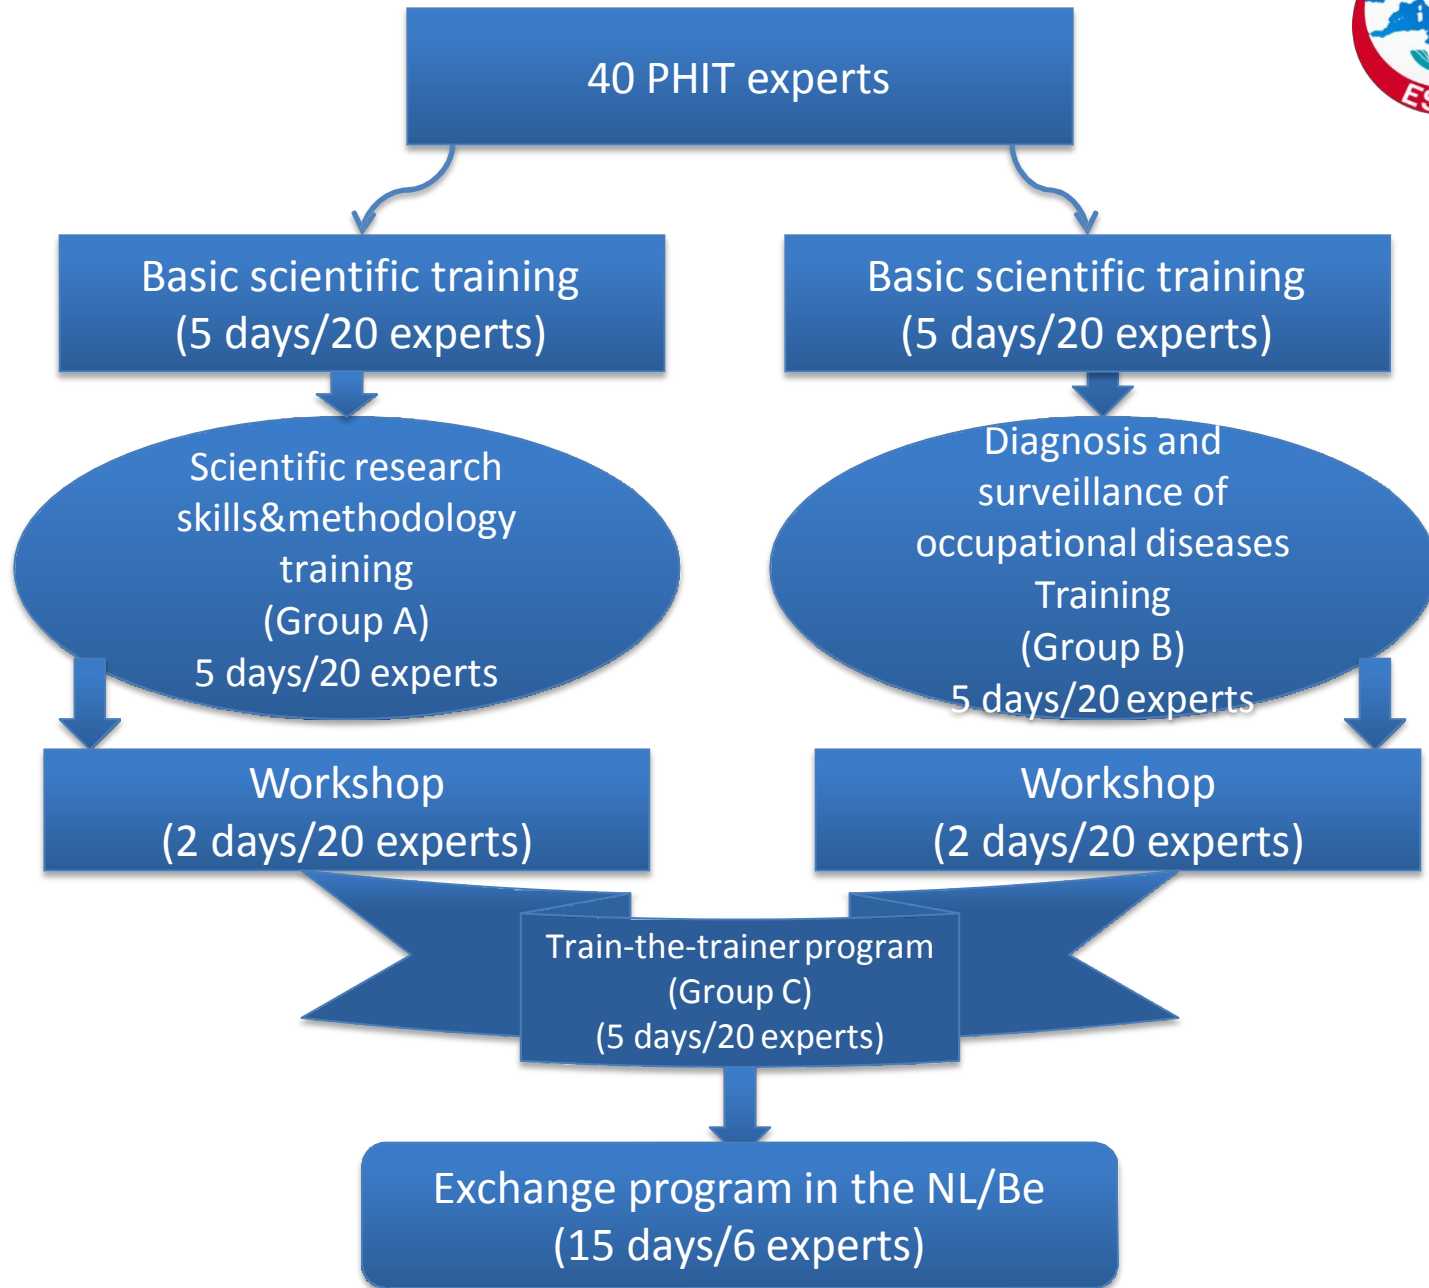 40 PHIT experts
Basic scientific training
(5 days/20 experts)
Basic scientific training
(5 days/20 experts)
Scientific research
skills&methodology
training
(Group A)
5 days/20 experts
Diagnosis and
surveillance of
occupational diseases
Training
(Group B)
5 days/20 experts
Workshop
(2 days/20 experts)
Workshop
(2 days/20 experts)
Train-the-trainer program
(Group C)
(5 days/20 experts)
Exchange program in the NL/Be
(15 days/6 experts)